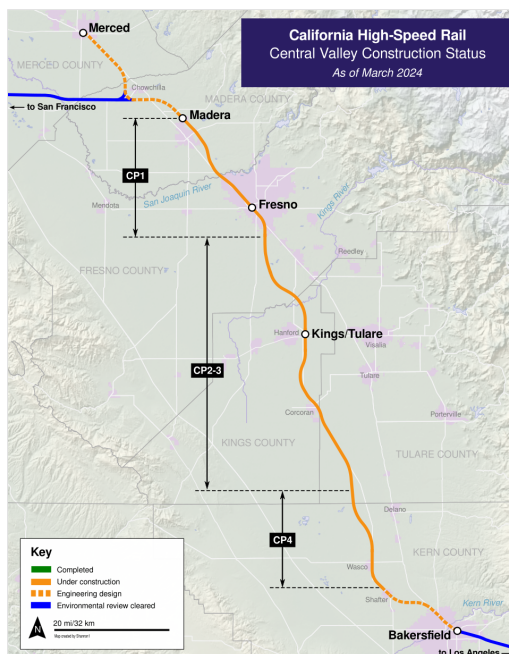 California High-Speed Rail
Central Valley Construction Status
As of March 2024
Merced
MERCED COUNTY
Chowchilla
to San Francisco
MADERA COUNTY
Madera
CP1
San Joaquin River
Mendota
Fresno
Kings River
Reedley
FRESNO COUNTY
Hanford
Kings/Tulare
Visalia
CP2-3
Tulare
Corcoran
Porterville
KINGS COUNTY
TULARE COUNTY
Delano
CP4
KERN COUNTY
Wasco
Shafter
Kern River
Bakersfield
to Los Angeles
Key
Completed
Under construction
Engineering design
Environmental review cleared
N
20 mi/32 km